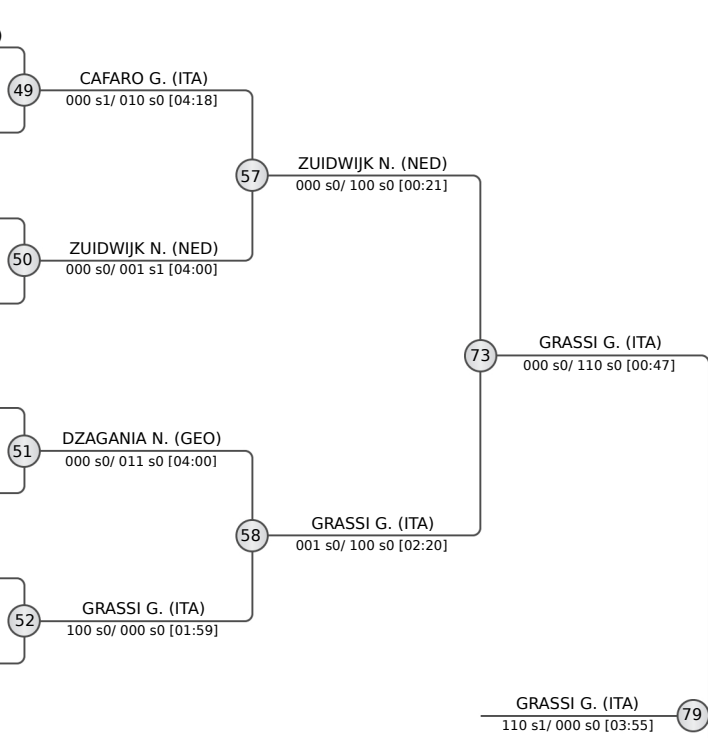 )
CAFARO G. (ITA)
49
000 s1/ 010 s0 [04:18]
ZUIDWIJK N. (NED)
57
000 s0/ 100 s0 [00:21]
ZUIDWIJK N. (NED)
50
000 s0/ 001 s1 [04:00]
GRASSI G. (ITA)
73
000 s0/ 110 s0 [00:47]
DZAGANIA N. (GEO)
51
000 s0/ 011 s0 [04:00]
GRASSI G. (ITA)
58
001 s0/ 100 s0 [02:20]
GRASSI G. (ITA)
52
100 s0/ 000 s0 [01:59]
GRASSI G. (ITA)
79
110 s1/ 000 s0 [03:55]